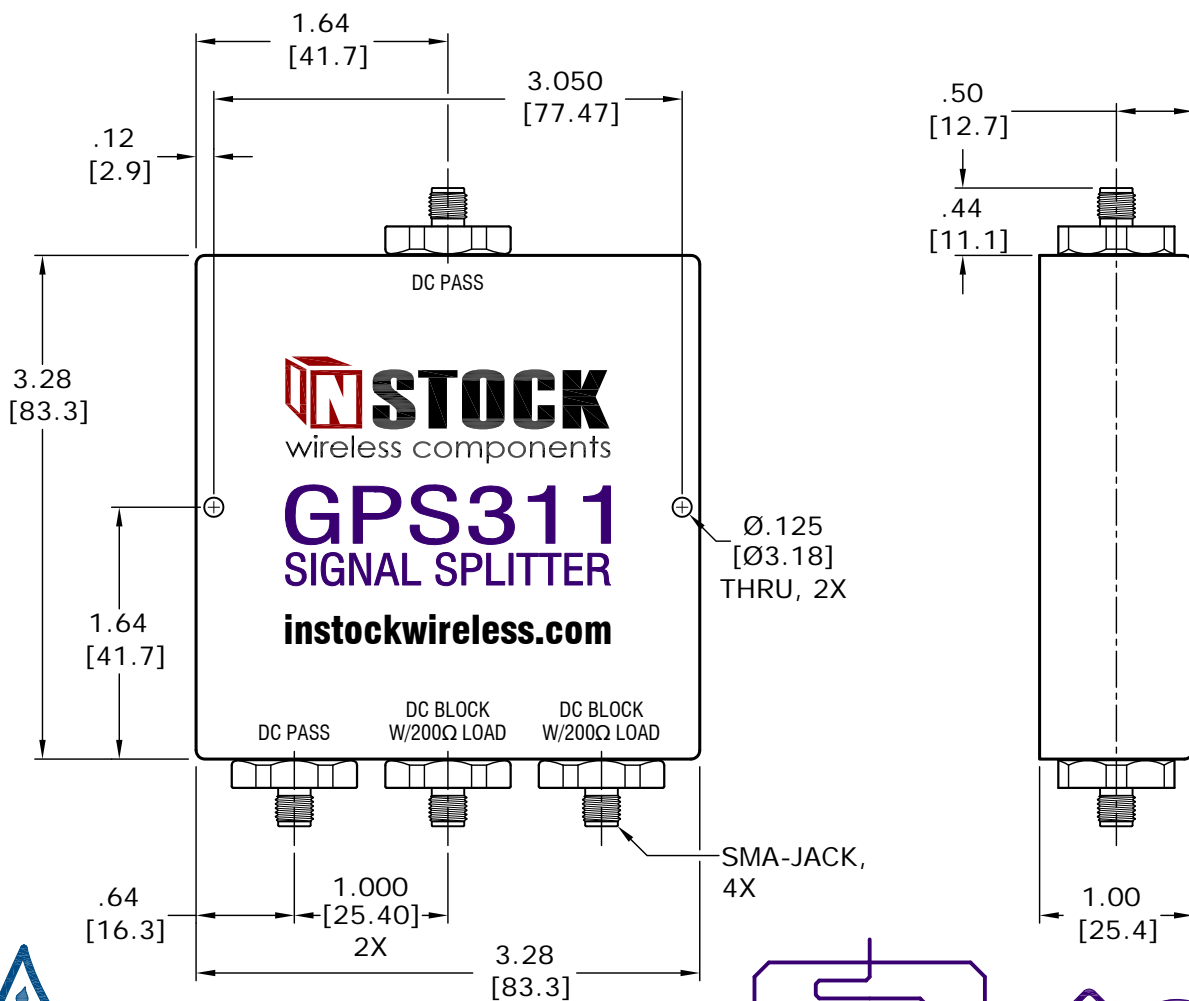 1.64
[41.7]
3.050
[77.47]
.50
[12.7]
.12
[2.9]
.44
[11.1]
DC PASS
3.28
[83.3]
INSTOCK
wireless components
GPS311
SIGNAL SPLITTER
instockwireless.com
Ø.125
[Ø3.18]
THRU, 2X
1.64
[41.7]
DC PASS
DC BLOCK
W/200Ω LOAD
DC BLOCK
W/200Ω LOAD
SMA-JACK,
4X
.64
[16.3]
1.000
[25.40]
2X
3.28
[83.3]
1.00
[25.4]